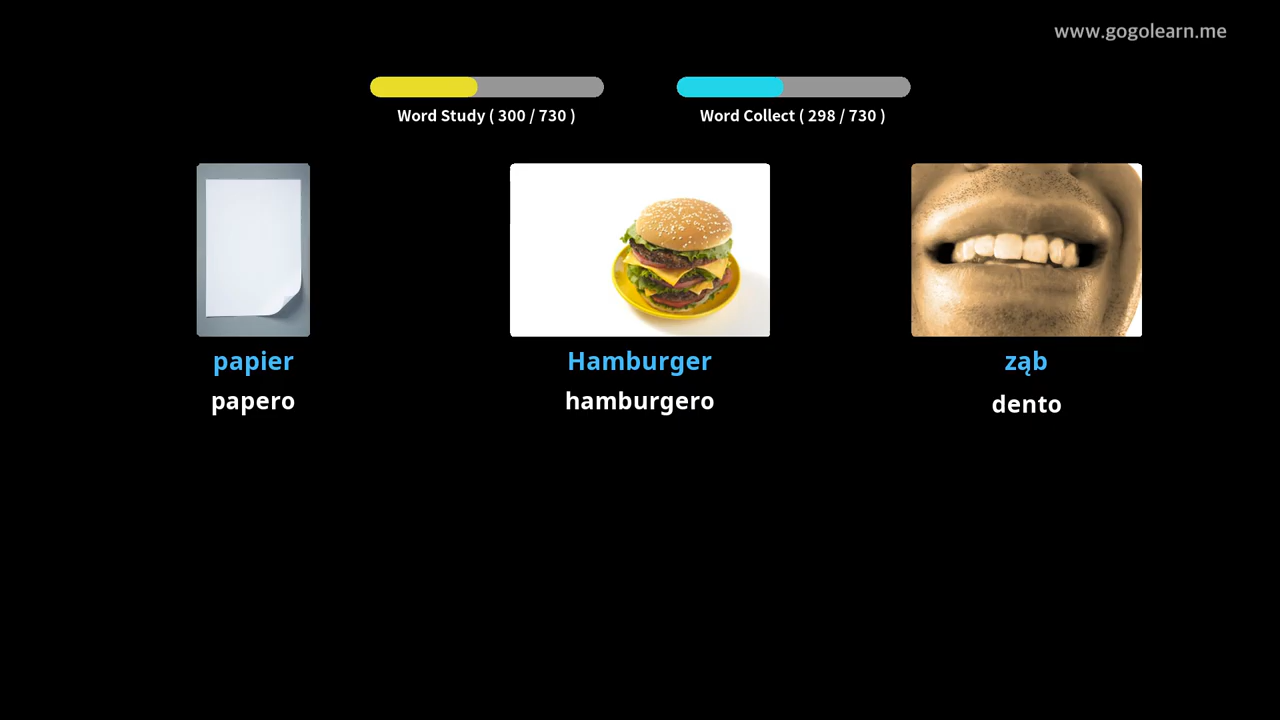 www.gogolearn.me
Word Study ( 300 / 730 )
Word Collect ( 298 / 730 )
papier
papero
Hamburger
hamburgero
ząb
dento